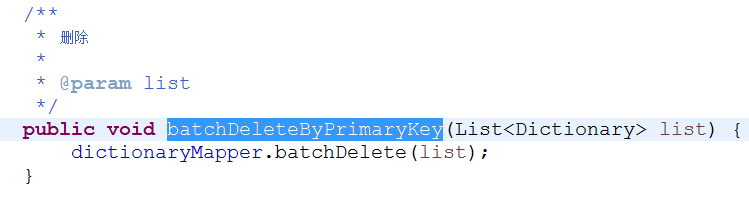 /**
 * 删除
 *
 * @param list
 */
public void batchDeleteByPrimaryKey(List<Dictionary> list) {
    dictionaryMapper.batchDelete(list);
}